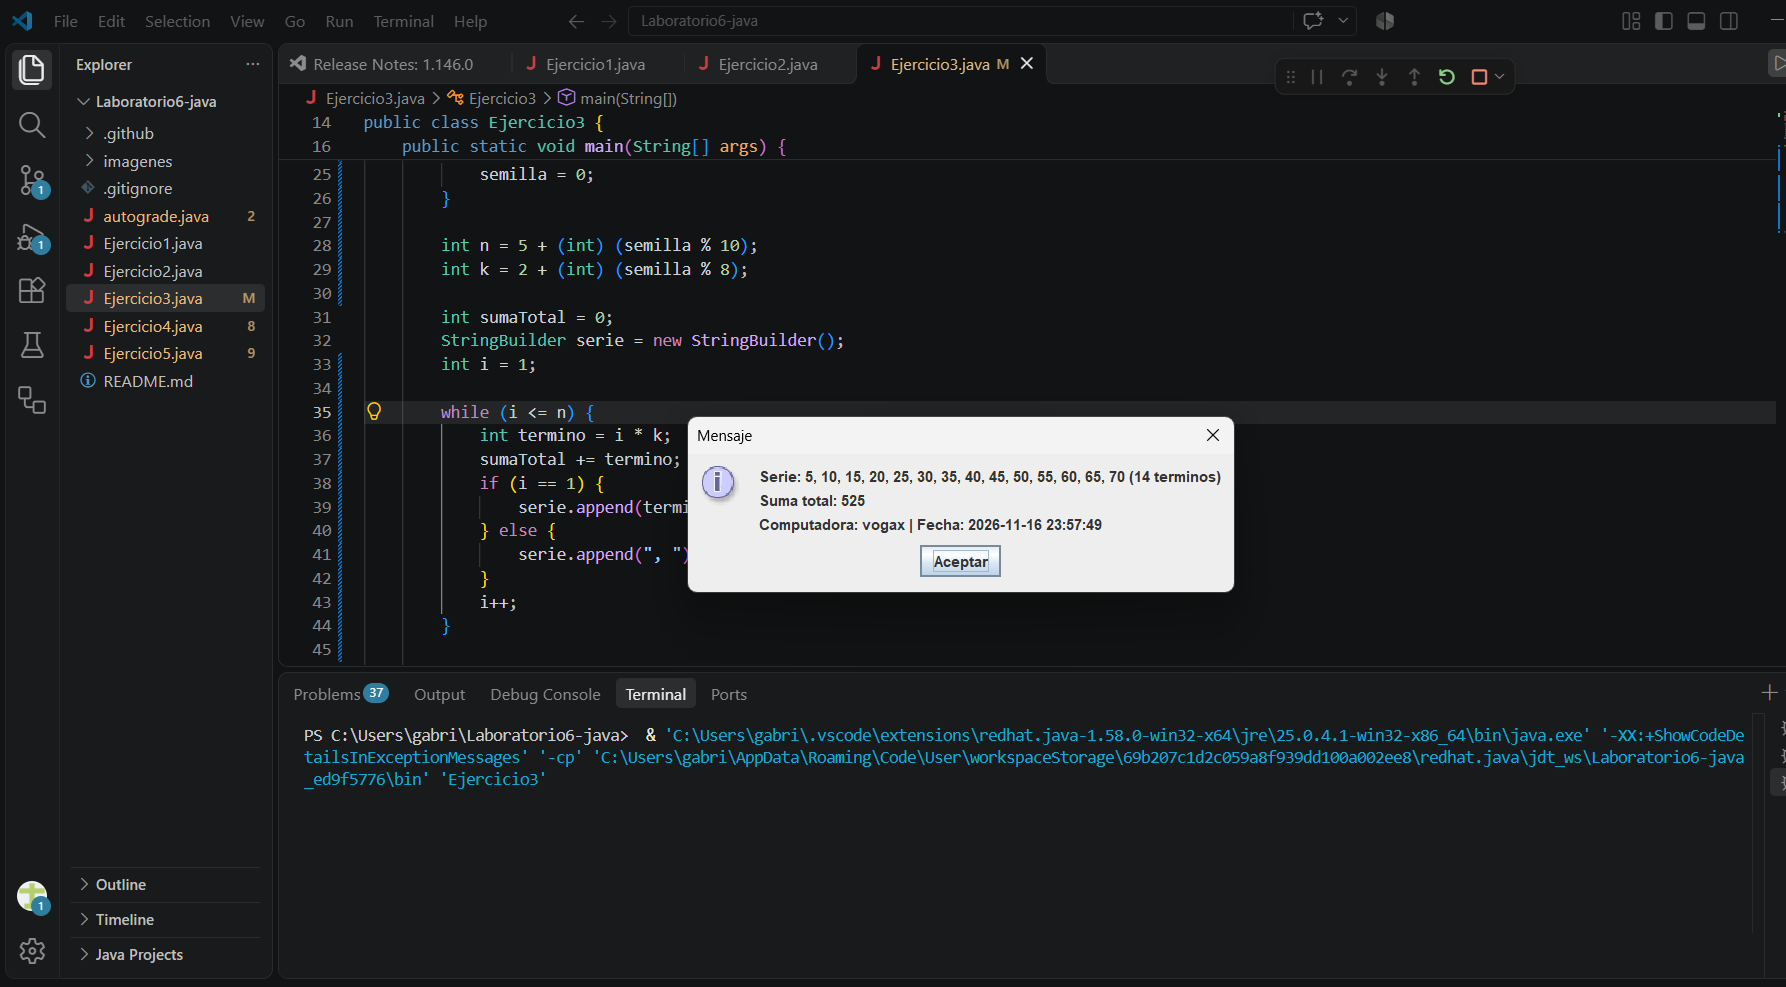 File Edit Selection View Go Run Terminal Help
Laboratorio6-java
Explorer
Laboratorio6-java
.github
imagenes
.gitignore
autograde.java 2
Ejercicio1.java
Ejercicio2.java
Ejercicio3.java M
Ejercicio4.java 8
Ejercicio5.java 9
README.md
1
1
1
Outline
Timeline
Java Projects
Release Notes: 1.146.0
Ejercicio1.java
Ejercicio2.java
Ejercicio3.java M
Ejercicio3.java > Ejercicio3 > main(String[])
14 public class Ejercicio3 {
16 public static void main(String[] args) {
25 semilla = 0;
26 }
27
28 int n = 5 + (int) (semilla % 10);
29 int k = 2 + (int) (semilla % 8);
30
31 int sumaTotal = 0;
32 StringBuilder serie = new StringBuilder();
33 int i = 1;
34
35 while (i <= n) {
36 int termino = i * k;
37 sumaTotal += termino;
38 if (i == 1) {
39 serie.append(termi
40 } else {
41 serie.append(", ")
42 }
43 i++;
44 }
45
Mensaje
Serie: 5, 10, 15, 20, 25, 30, 35, 40, 45, 50, 55, 60, 65, 70 (14 terminos)
Suma total: 525
Computadora: vogax | Fecha: 2026-11-16 23:57:49
Aceptar
Problems 37 Output Debug Console Terminal Ports
PS C:\Users\gabri\Laboratorio6-java> & 'C:\Users\gabri\.vscode\extensions\redhat.java-1.58.0-win32-x64\jre\25.0.4.1-win32-x86_64\bin\java.exe' '-XX:+ShowCodeDe
tailsInExceptionMessages' '-cp' 'C:\Users\gabri\AppData\Roaming\Code\User\workspaceStorage\69b207c1d2c059a8f939dd100a002ee8\redhat.java\jdt_ws\Laboratorio6-java
_ed9f5776\bin' 'Ejercicio3'